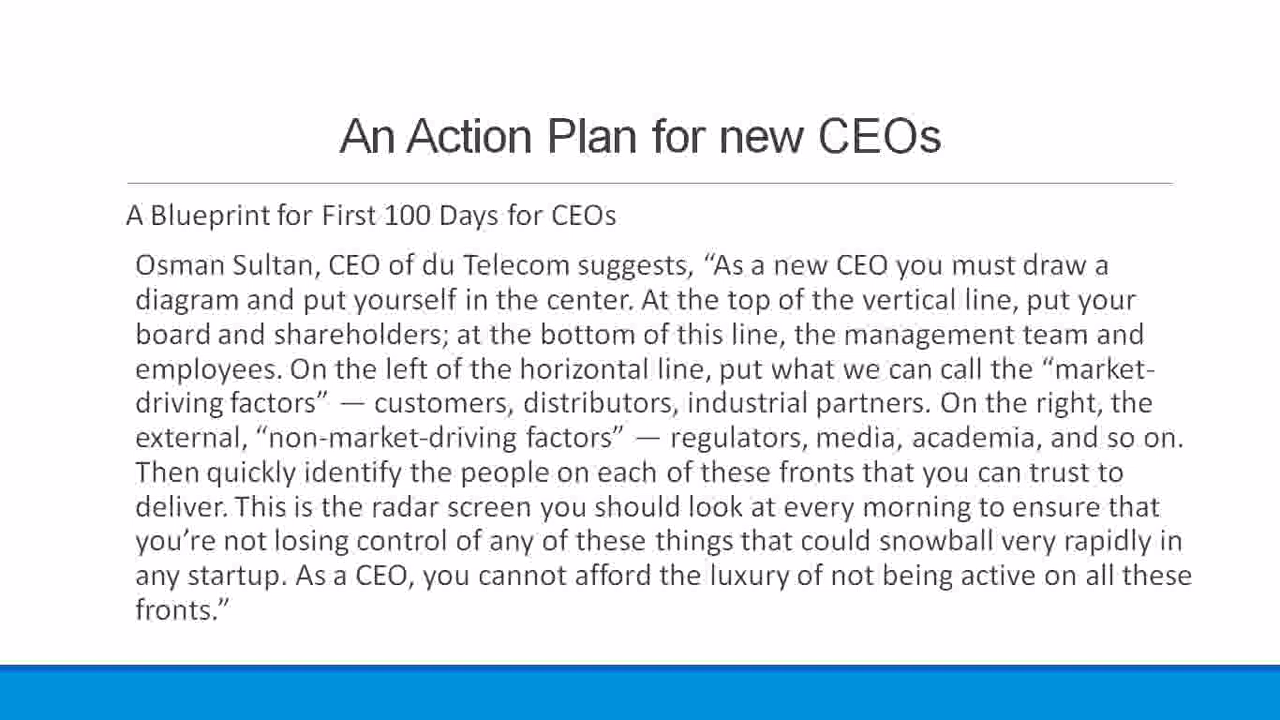 An Action Plan for new CEOs
A Blueprint for First 100 Days for CEOs
Osman Sultan, CEO of du Telecom suggests, “As a new CEO you must draw a
diagram and put yourself in the center. At the top of the vertical line, put your
board and shareholders; at the bottom of this line, the management team and
employees. On the left of the horizontal line, put what we can call the “market-
driving factors” — customers, distributors, industrial partners. On the right, the
external, “non-market-driving factors” — regulators, media, academia, and so on.
Then quickly identify the people on each of these fronts that you can trust to
deliver. This is the radar screen you should look at every morning to ensure that
you’re not losing control of any of these things that could snowball very rapidly in
any startup. As a CEO, you cannot afford the luxury of not being active on all these
fronts.”